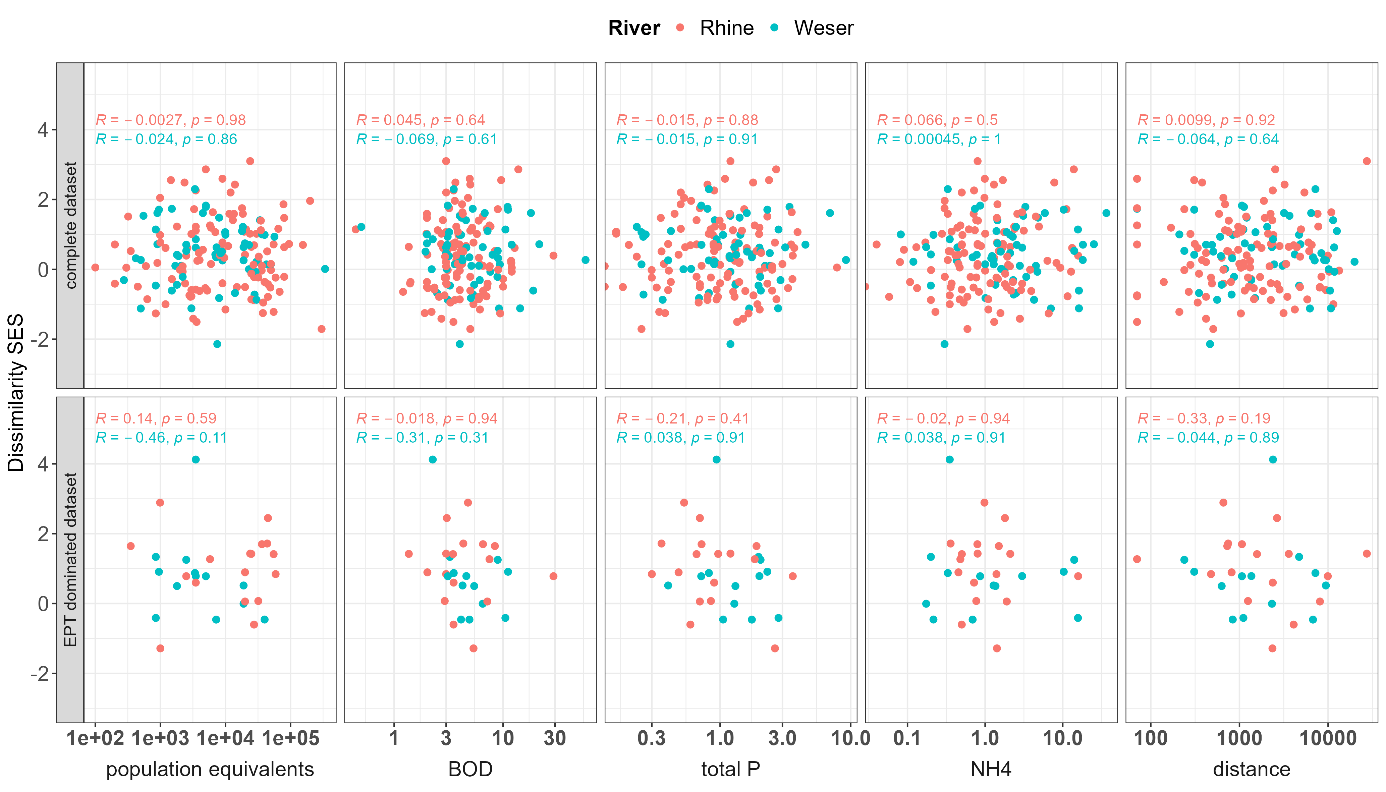 River Rhine Weser
R = −0.0027, p = 0.98
R = −0.024, p = 0.86
R = 0.045, p = 0.64
R = −0.069, p = 0.61
R = −0.015, p = 0.88
R = −0.015, p = 0.91
R = 0.066, p = 0.5
R = 0.00045, p = 1
R = 0.0099, p = 0.92
R = −0.064, p = 0.64
complete dataset
4
2
0
-2
Dissimilarity SES
R = 0.14, p = 0.59
R = −0.46, p = 0.11
R = −0.018, p = 0.94
R = −0.31, p = 0.31
R = −0.21, p = 0.41
R = 0.038, p = 0.91
R = −0.02, p = 0.94
R = 0.038, p = 0.91
R = −0.33, p = 0.19
R = −0.044, p = 0.89
EPT dominated dataset
4
2
0
-2
1e+02 1e+03 1e+04 1e+05
1 3 10 30
0.3 1.0 3.0 10.0
0.1 1.0 10.0
100 1000 10000
population equivalents
BOD
total P
NH4
distance